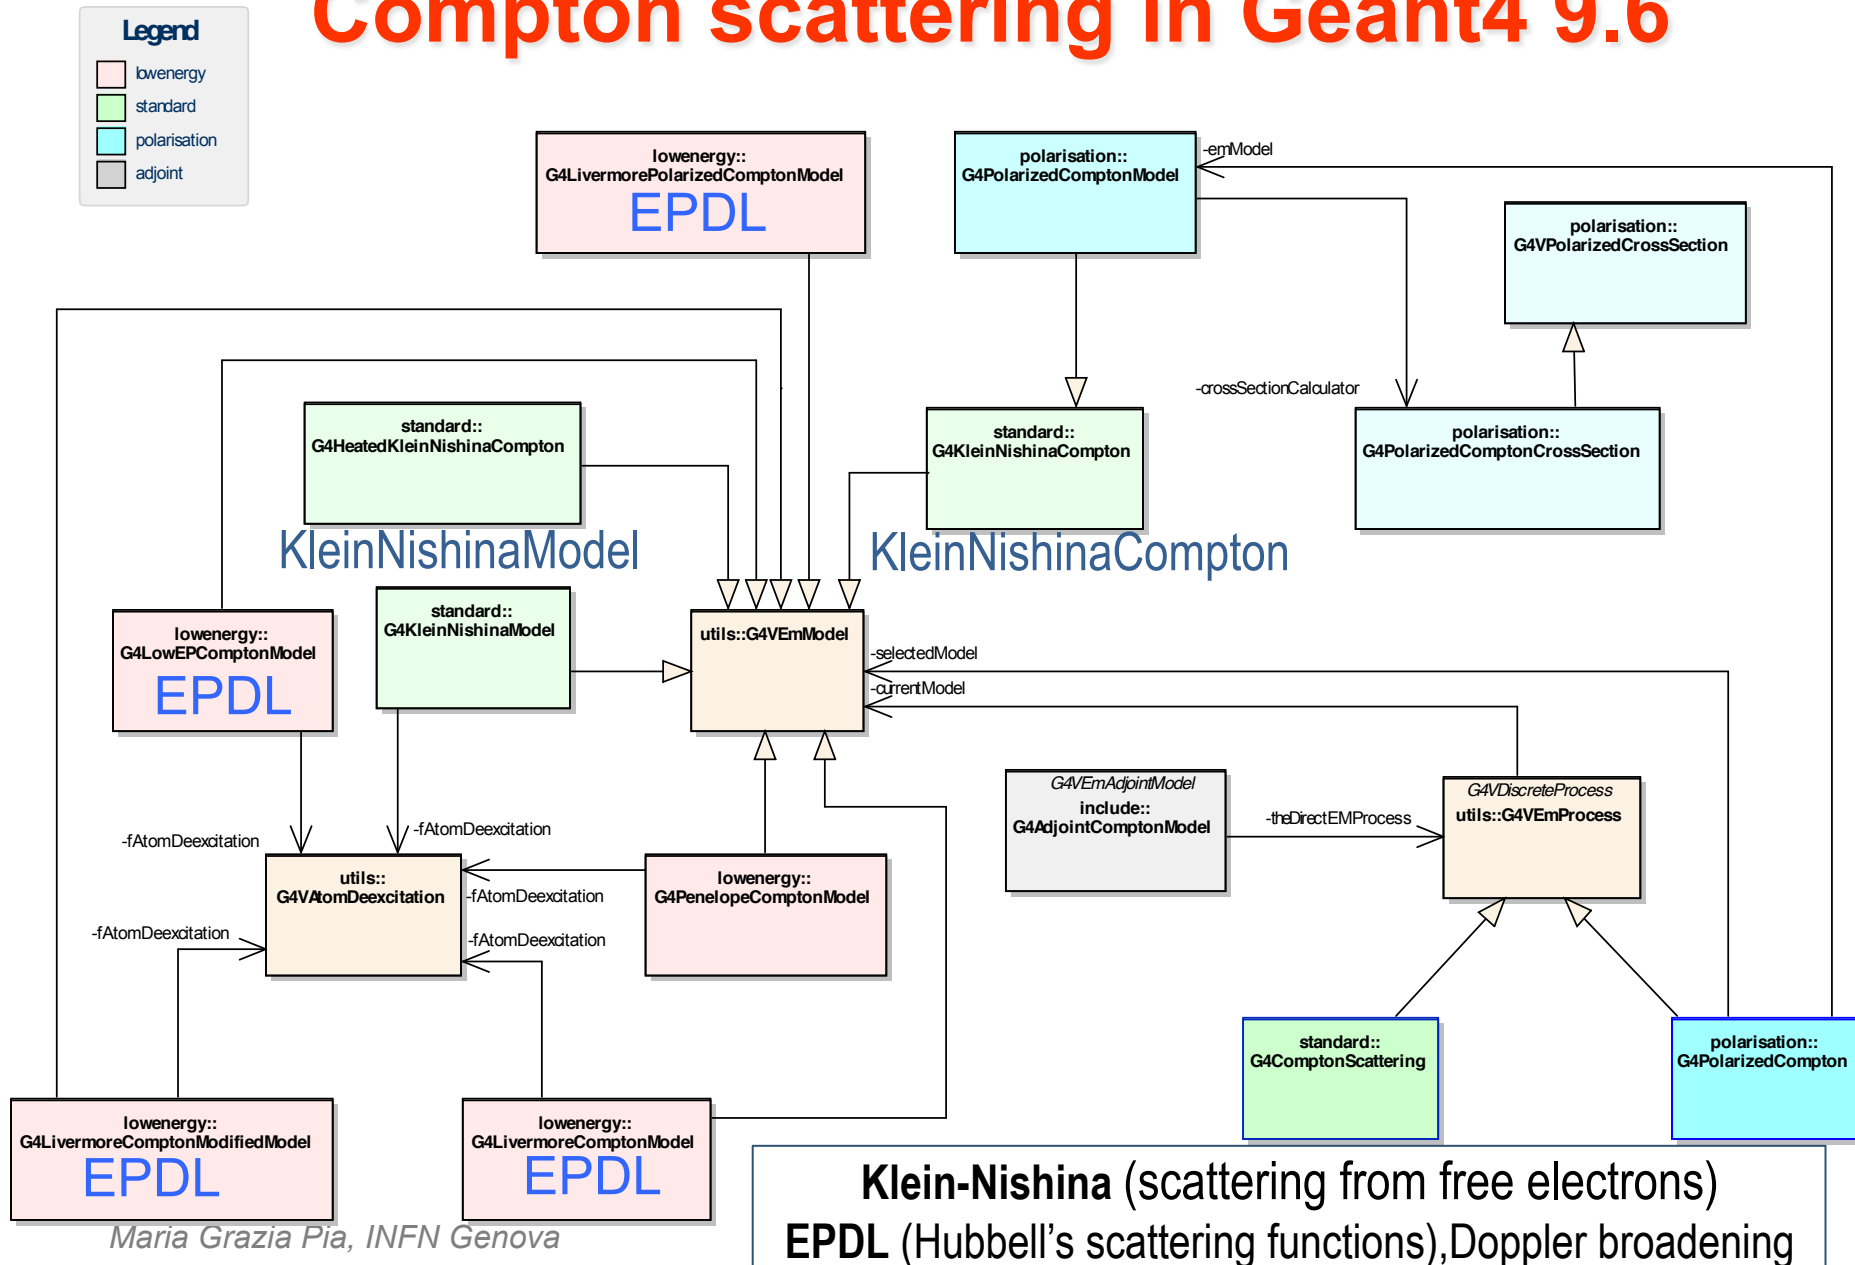 Compton scattering in Geant4 9.6
Legend
lowenergy
standard
polarisation
adjoint
lowenergy::
G4LivermorePolarizedComptonModel
EPDL
polarisation::
G4PolarizedComptonModel
-emModel
polarisation::
G4VPolarizedCrossSection
-crossSectionCalculator
standard::
G4HeatedKleinNishinaCompton
standard::
G4KleinNishinaCompton
polarisation::
G4PolarizedComptonCrossSection
KleinNishinaModel
KleinNishinaCompton
lowenergy::
G4LowEPComptonModel
EPDL
standard::
G4KleinNishinaModel
utils::G4VEmModel
-selectedModel
-currentModel
G4VEmAdjointModel
include::
G4AdjointComptonModel
-theDirectEMProcess
G4VDiscreteProcess
utils::G4VEmProcess
-fAtomDeexcitation
-fAtomDeexcitation
utils::
G4VAtomDeexcitation
-fAtomDeexcitation
lowenergy::
G4PenelopeComptonModel
-fAtomDeexcitation
-fAtomDeexcitation
standard::
G4ComptonScattering
polarisation::
G4PolarizedCompton
lowenergy::
G4LivermoreComptonModifiedModel
EPDL
lowenergy::
G4LivermoreComptonModel
EPDL
Klein-Nishina (scattering from free electrons)
EPDL (Hubbell's scattering functions),Doppler broadening
Maria Grazia Pia, INFN Genova